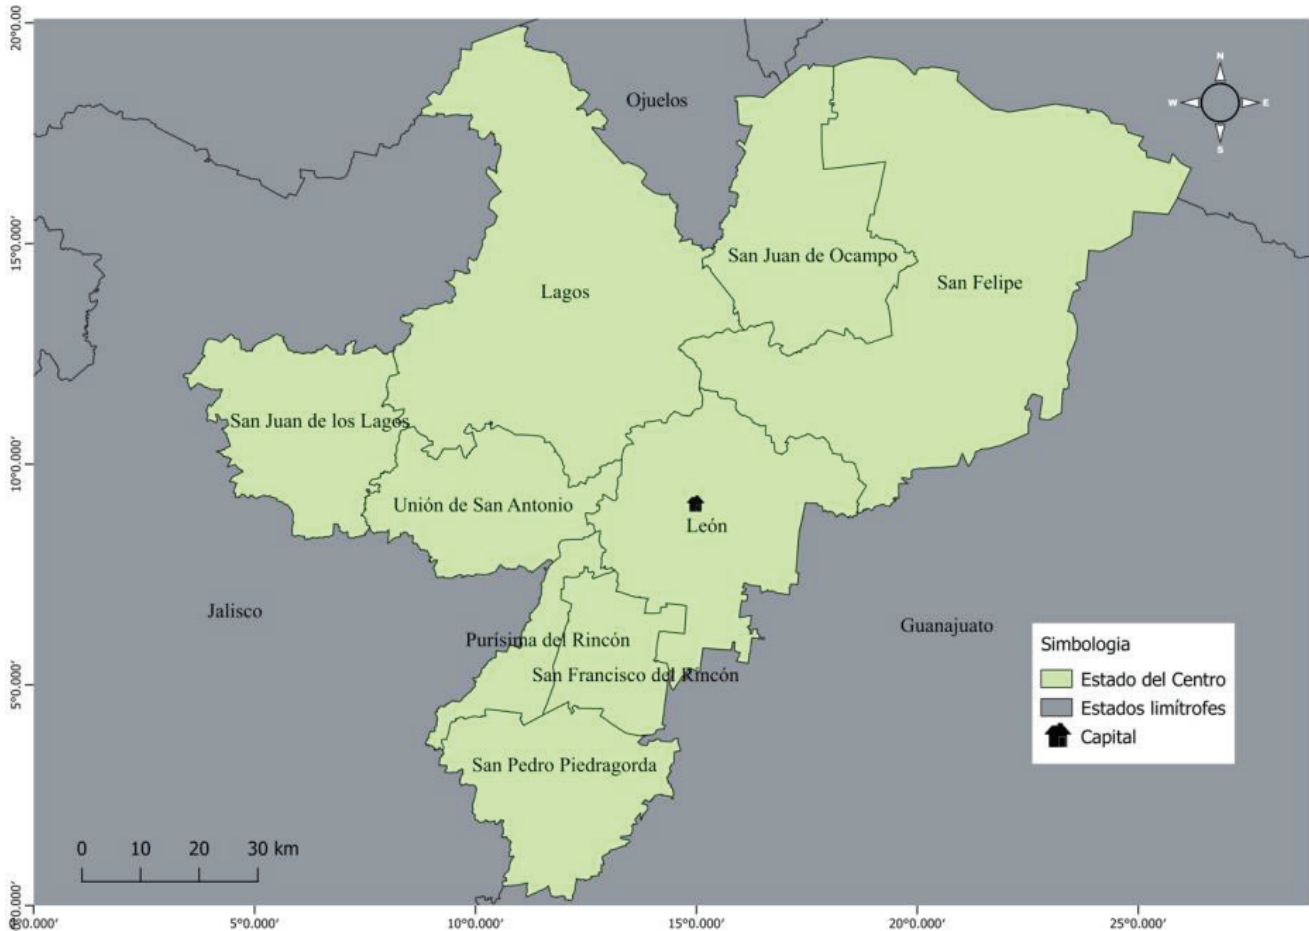 20°0.00
15°0.000'
10°0.000'
5°0.000'
Ojuelos
N
W
E
S
San Juan de Ocampo
San Felipe
Lagos
San Juan de los Lagos
Unión de San Antonio
León
Jalisco
Guanajuato
Purísima del Rincón
San Francisco del Rincón
San Pedro Piedragorda
Simbologia
Estado del Centro
Estados limítrofes
Capital
0 10 20 30 km
5°0.000' 10°0.000' 15°0.000' 20°0.000' 25°0.000'